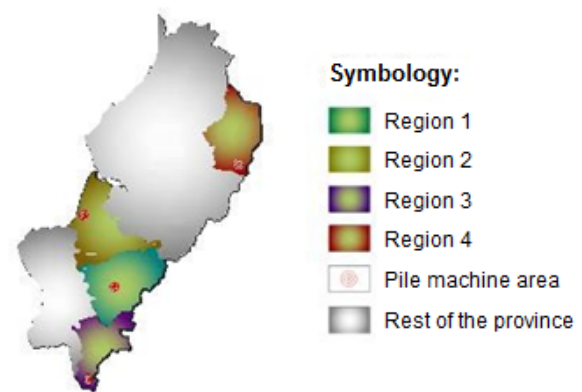 Symbology:
Region 1
Region 2
Region 3
Region 4
Pile machine area
Rest of the province